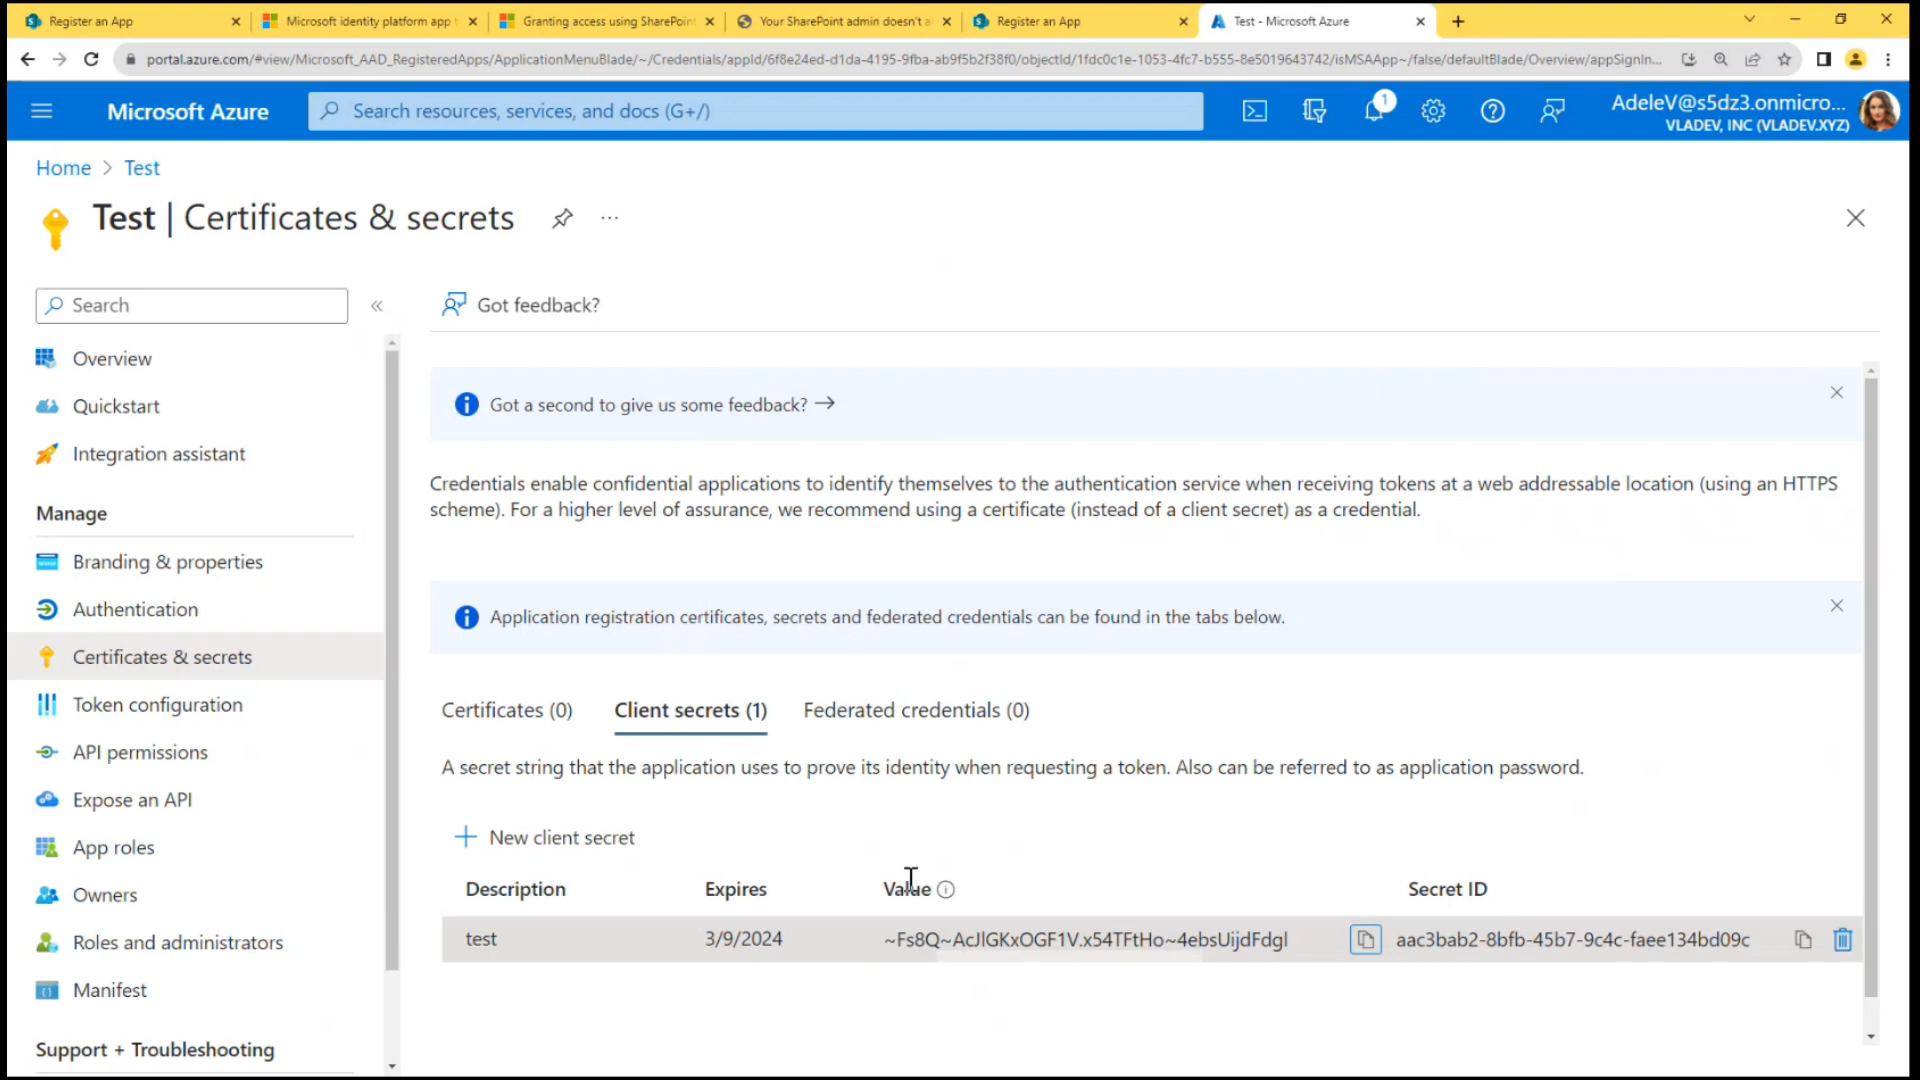 Register an App
Microsoft identity platform app t
Granting access using SharePoint
Your SharePoint admin doesn't a
Register an App
Test - Microsoft Azure
portal.azure.com/#view/Microsoft_AAD_RegisteredApps/ApplicationMenuBlade/~/Credentials/appId/6f8e24ed-d1da-4195-9fba-ab9f5b2f38f0/objectId/1fdc0c1e-1053-4fc7-b555-8e5019643742/isMSAApp~/false/defaultBlade/Overview/appSignIn...
Microsoft Azure
Search resources, services, and docs (G+/)
1
AdeleV@s5dz3.onmicro...
VLADEV, INC (VLADEV.XYZ)
Home > Test
Test | Certificates & secrets
Search
Got feedback?
Overview
Quickstart
Integration assistant
Manage
Branding & properties
Authentication
Certificates & secrets
Token configuration
API permissions
Expose an API
App roles
Owners
Roles and administrators
Manifest
Support + Troubleshooting
Got a second to give us some feedback?
Credentials enable confidential applications to identify themselves to the authentication service when receiving tokens at a web addressable location (using an HTTPS
scheme). For a higher level of assurance, we recommend using a certificate (instead of a client secret) as a credential.
Application registration certificates, secrets and federated credentials can be found in the tabs below.
Certificates (0) Client secrets (1) Federated credentials (0)
A secret string that the application uses to prove its identity when requesting a token. Also can be referred to as application password.
New client secret
Description Expires Value Secret ID
test 3/9/2024 ~Fs8Q~AcJlGKxOGF1V.x54TFtHo~4ebsUijdFdgl aac3bab2-8bfb-45b7-9c4c-faee134bd09c